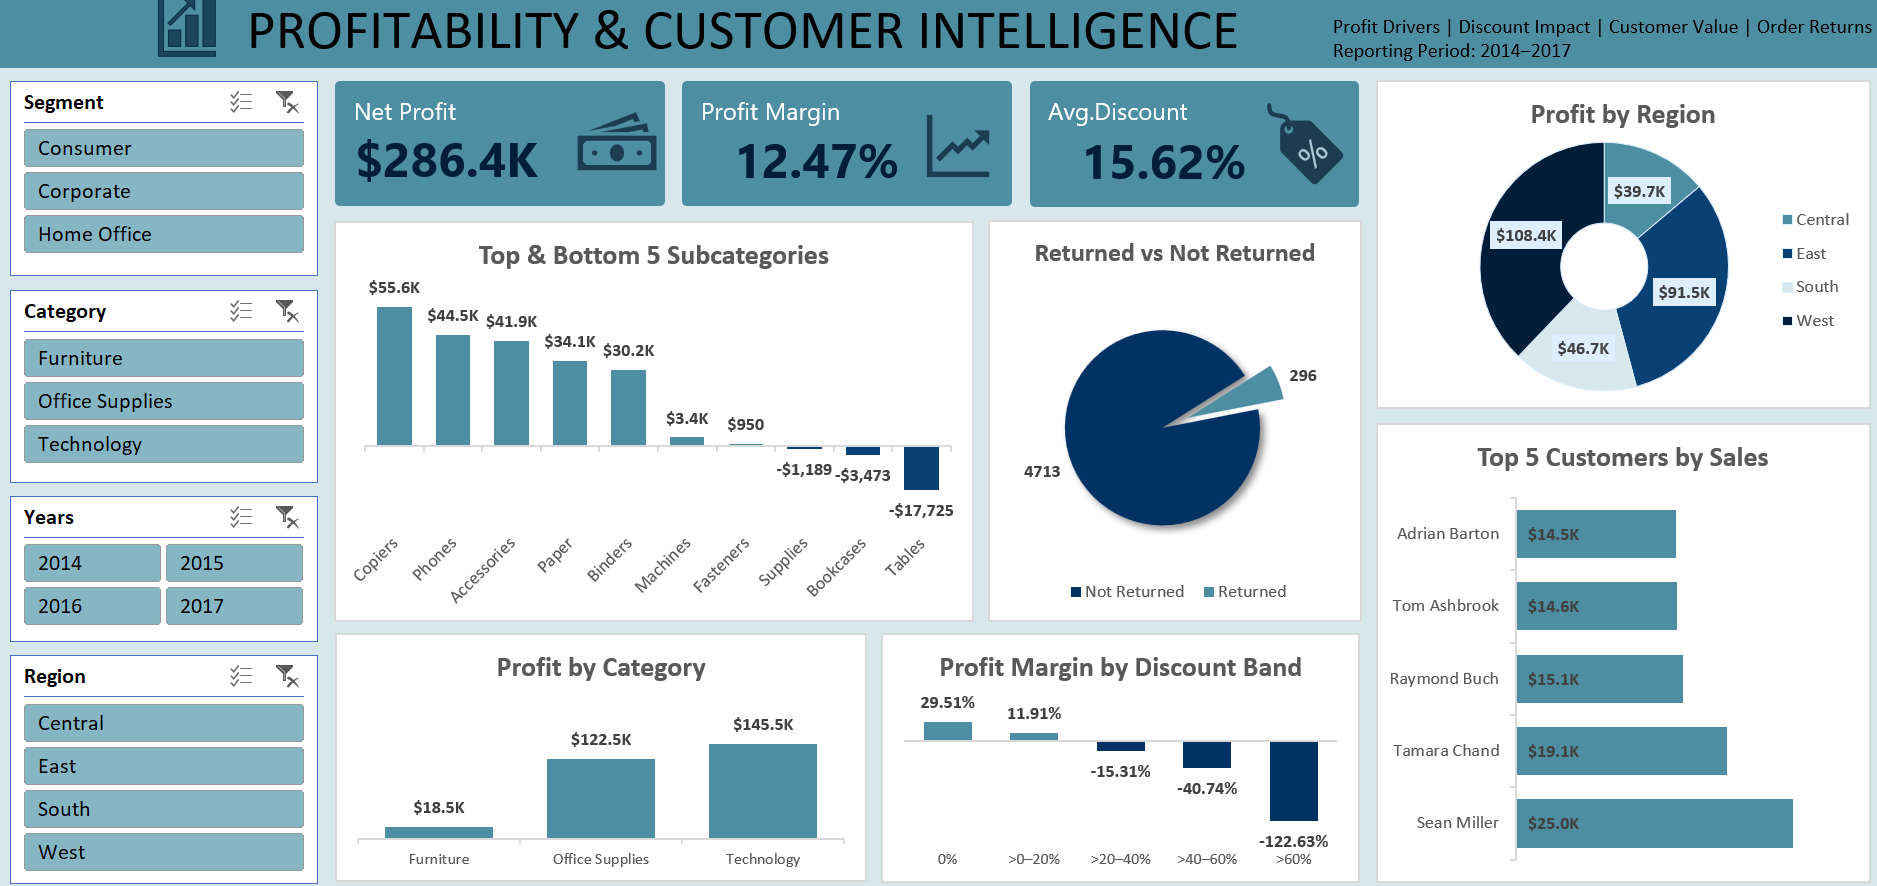 PROFITABILITY & CUSTOMER INTELLIGENCE
Profit Drivers | Discount Impact | Customer Value | Order Returns
Reporting Period: 2014–2017
Segment
Consumer
Corporate
Home Office
Category
Furniture
Office Supplies
Technology
Years
2014 2015
2016 2017
Region
Central
East
South
West
Net Profit
$286.4K
Profit Margin
12.47%
Avg.Discount
15.62%
%
Top & Bottom 5 Subcategories
$55.6K
$44.5K
$41.9K
$34.1K
$30.2K
$3.4K
$950
-$1,189
-$3,473
-$17,725
Copiers
Phones
Accessories
Paper
Binders
Machines
Fasteners
Supplies
Bookcases
Tables
Returned vs Not Returned
296
4713
Not Returned Returned
Profit by Region
$39.7K
$108.4K
$91.5K
$46.7K
Central
East
South
West
Profit by Category
$145.5K
$122.5K
$18.5K
Furniture Office Supplies Technology
Profit Margin by Discount Band
29.51%
11.91%
-15.31%
-40.74%
-122.63%
0% >0–20% >20–40% >40–60% >60%
Top 5 Customers by Sales
Adrian Barton $14.5K
Tom Ashbrook $14.6K
Raymond Buch $15.1K
Tamara Chand $19.1K
Sean Miller $25.0K